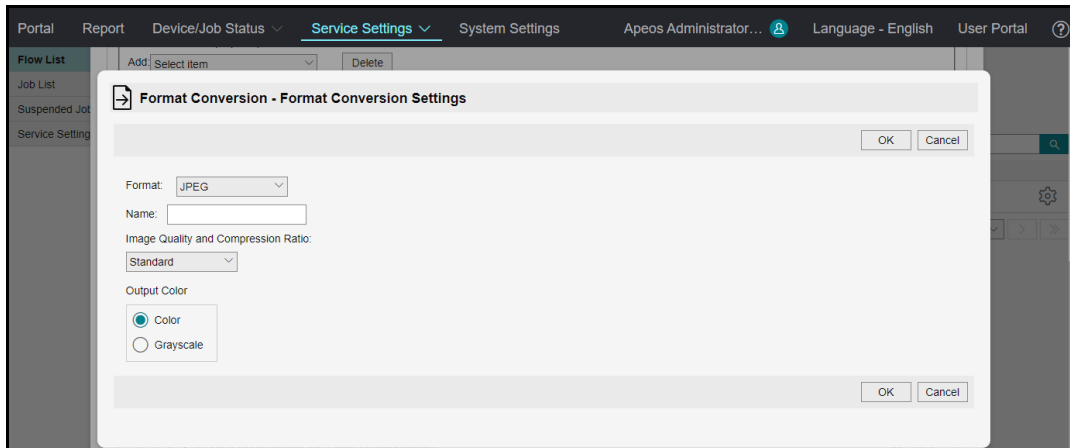 Portal Report Device/Job Status Service Settings System Settings Apeos Administrator... Language - English User Portal ?
Flow List
Add: Select item Delete
Job List
Suspended Job
Service Setting
Format Conversion - Format Conversion Settings
OK Cancel
Format: JPEG
Name:
Image Quality and Compression Ratio:
Standard
Output Color
Color
Grayscale
OK Cancel